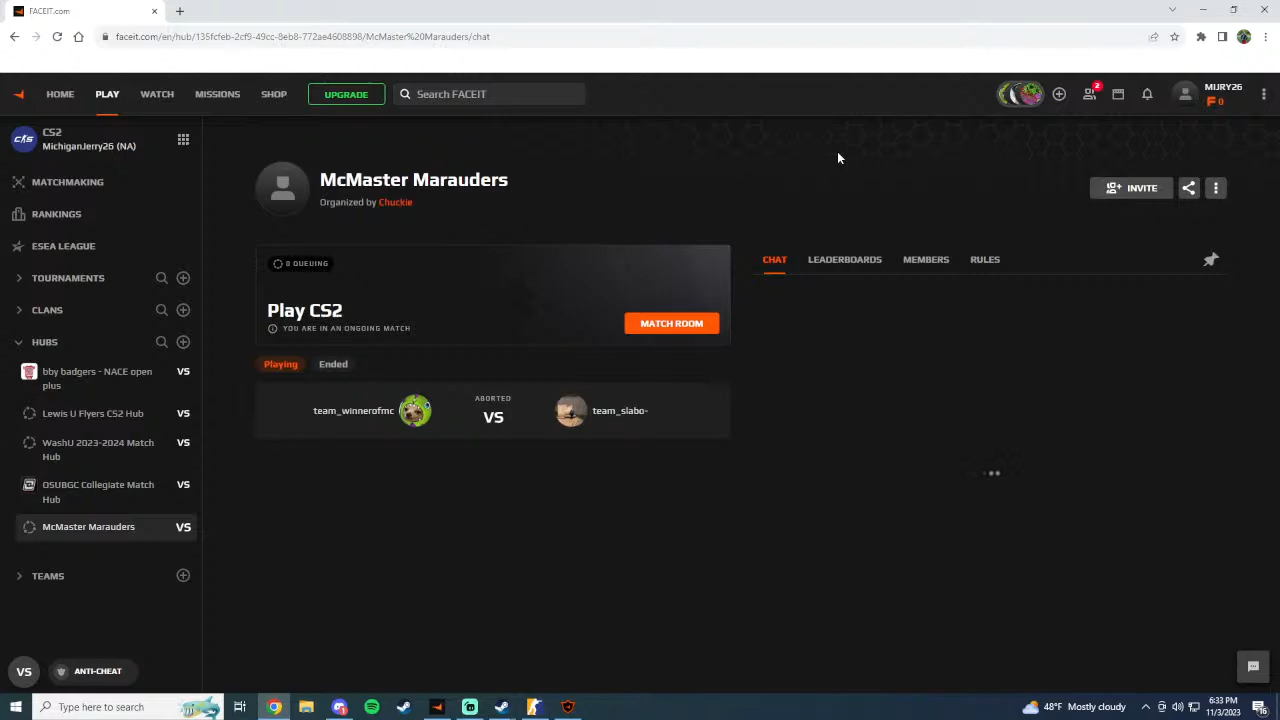 FACEIT.com
faceit.com/en/hub/135fcfeb-2cf9-49cc-8eb8-772ae4608898/McMaster%20Marauders/chat
HOME
PLAY
WATCH
MISSIONS
SHOP
UPGRADE
Search FACEIT
2
MIJRY26
0
CS2
MichiganJerry26 (NA)
MATCHMAKING
RANKINGS
ESEA LEAGUE
TOURNAMENTS
CLANS
HUBS
bby badgers - NACE open
plus
VS
Lewis U Flyers CS2 Hub
VS
WashU 2023-2024 Match
Hub
VS
OSUBGC Collegiate Match
Hub
VS
McMaster Marauders
VS
TEAMS
VS
ANTI-CHEAT
McMaster Marauders
Organized by Chuckie
INVITE
0 QUEUING
Play CS2
YOU ARE IN AN ONGOING MATCH
MATCH ROOM
Playing
Ended
team_winnerofmc
ABORTED
VS
team_slabo-
CHAT
LEADERBOARDS
MEMBERS
RULES
Type here to search
48°F Mostly cloudy
6:33 PM
11/3/2023